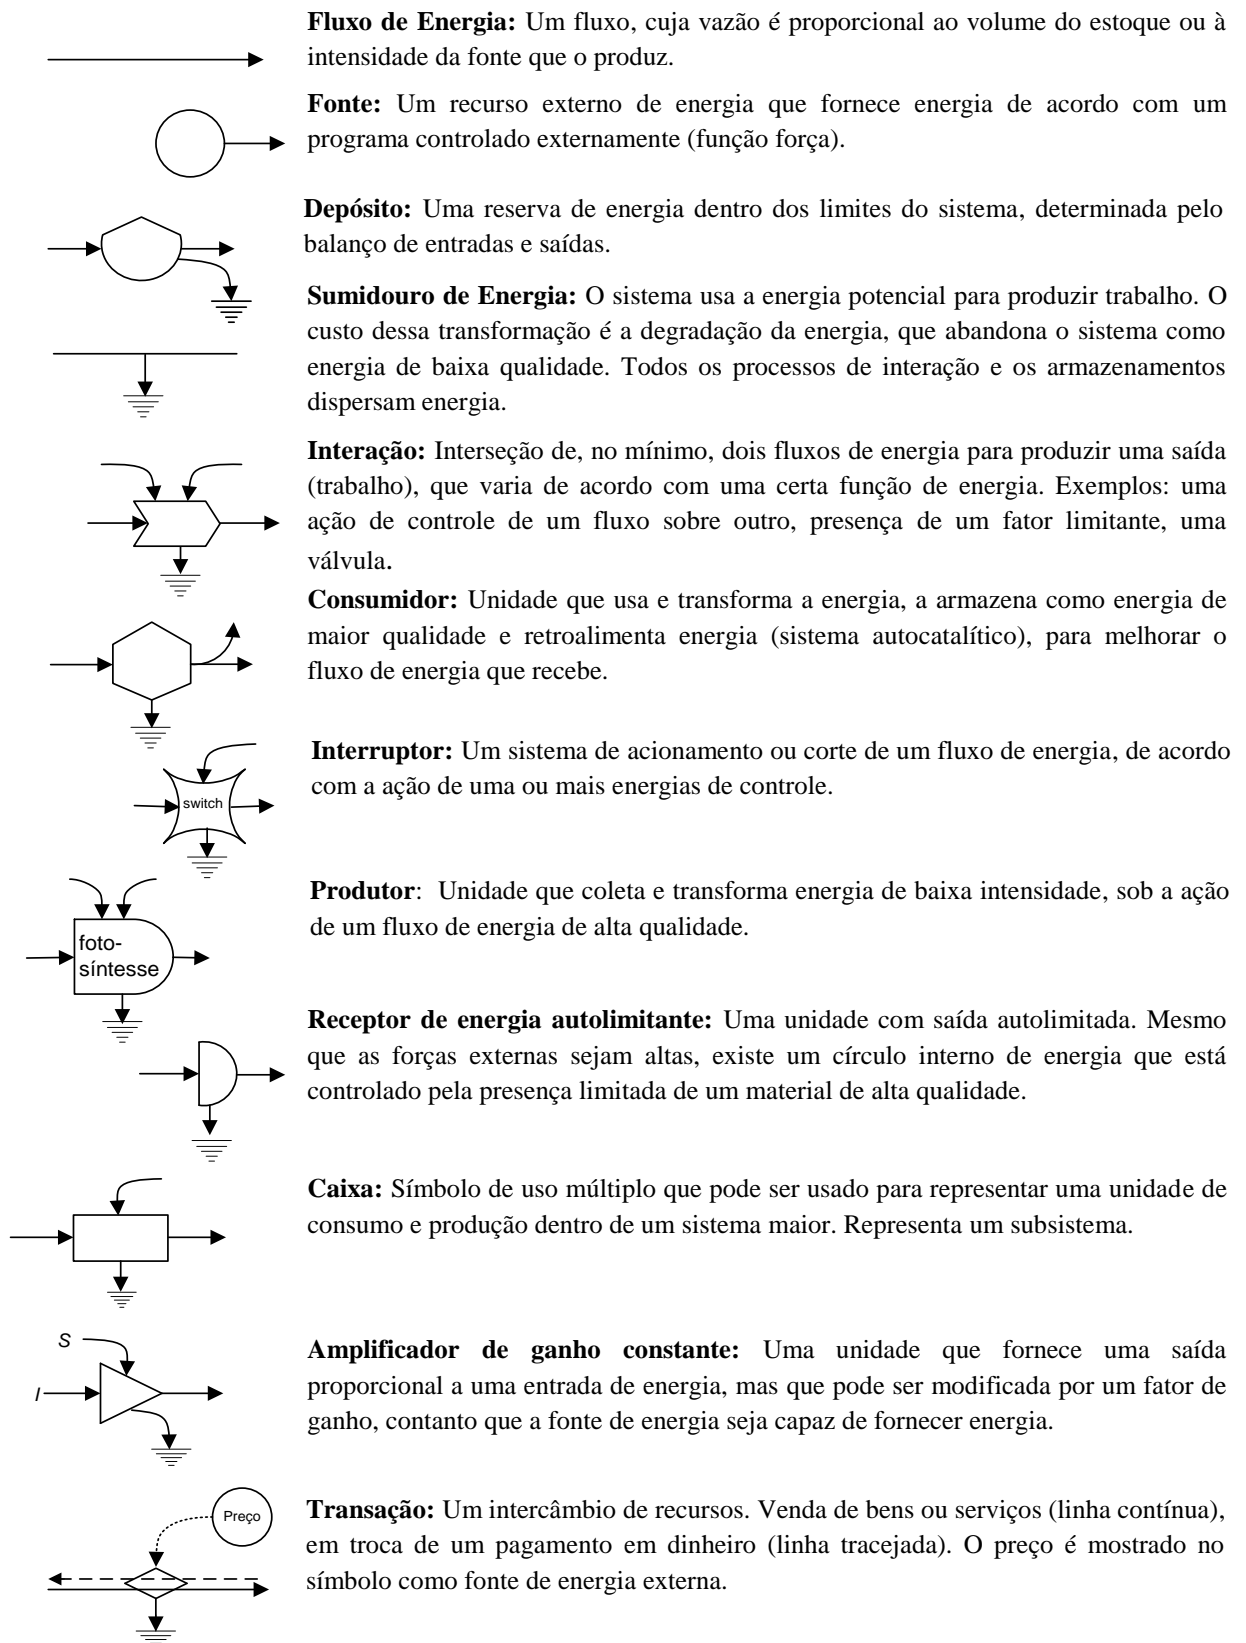 Fluxo de Energia: Um fluxo, cuja vazão é proporcional ao volume do estoque ou à
intensidade da fonte que o produz.
Fonte: Um recurso externo de energia que fornece energia de acordo com um
programa controlado externamente (função força).
Depósito: Uma reserva de energia dentro dos limites do sistema, determinada pelo
balanço de entradas e saídas.
Sumidouro de Energia: O sistema usa a energia potencial para produzir trabalho. O
custo dessa transformação é a degradação da energia, que abandona o sistema como
energia de baixa qualidade. Todos os processos de interação e os armazenamentos
dispersam energia.
Interação: Interseção de, no mínimo, dois fluxos de energia para produzir uma saída
(trabalho), que varia de acordo com uma certa função de energia. Exemplos: uma
ação de controle de um fluxo sobre outro, presença de um fator limitante, uma
válvula.
Consumidor: Unidade que usa e transforma a energia, a armazena como energia de
maior qualidade e retroalimenta energia (sistema autocatalítico), para melhorar o
fluxo de energia que recebe.
Interruptor: Um sistema de acionamento ou corte de um fluxo de energia, de acordo
com a ação de uma ou mais energias de controle.
switch
Produtor: Unidade que coleta e transforma energia de baixa intensidade, sob a ação
de um fluxo de energia de alta qualidade.
foto-
síntesse
Receptor de energia autolimitante: Uma unidade com saída autolimitada. Mesmo
que as forças externas sejam altas, existe um círculo interno de energia que está
controlado pela presença limitada de um material de alta qualidade.
Caixa: Símbolo de uso múltiplo que pode ser usado para representar uma unidade de
consumo e produção dentro de um sistema maior. Representa um subsistema.
S
I
Amplificador de ganho constante: Uma unidade que fornece uma saída
proporcional a uma entrada de energia, mas que pode ser modificada por um fator de
ganho, contanto que a fonte de energia seja capaz de fornecer energia.
Preço
Transação: Um intercâmbio de recursos. Venda de bens ou serviços (linha contínua),
em troca de um pagamento em dinheiro (linha tracejada). O preço é mostrado no
símbolo como fonte de energia externa.